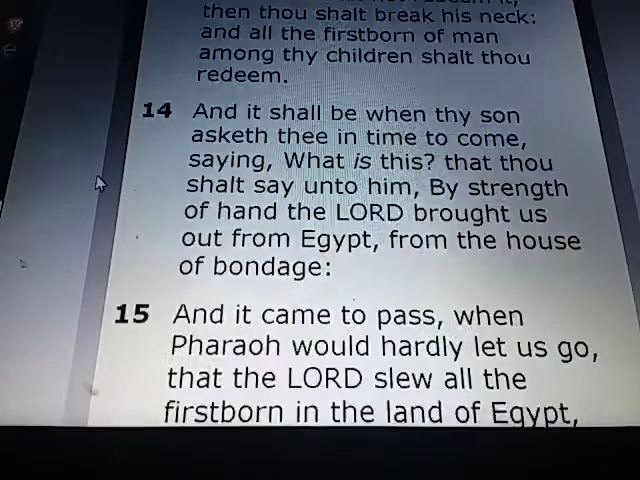 then thou shalt break his neck:
and all the firstborn of man
among thy children shalt thou
redeem.
14 And it shall be when thy son
asketh thee in time to come,
saying, What is this? that thou
shalt say unto him, By strength
of hand the LORD brought us
out from Egypt, from the house
of bondage:
15 And it came to pass, when
Pharaoh would hardly let us go,
that the LORD slew all the
firstborn in the land of Egypt,